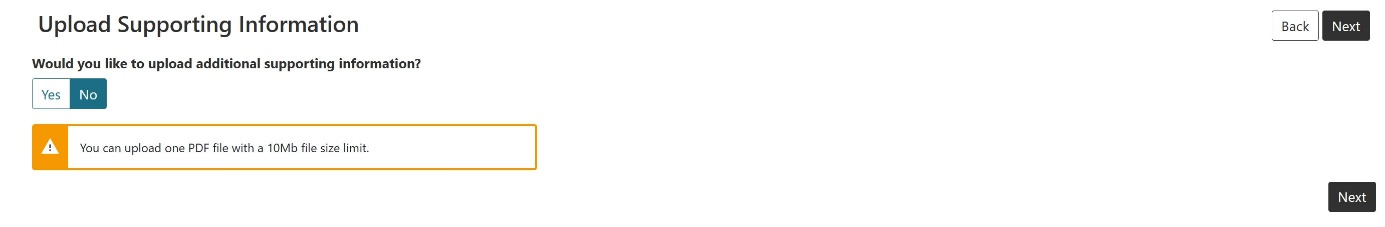 Upload Supporting Information
Back Next
Would you like to upload additional supporting information?
Yes No
You can upload one PDF file with a 10Mb file size limit.
Next